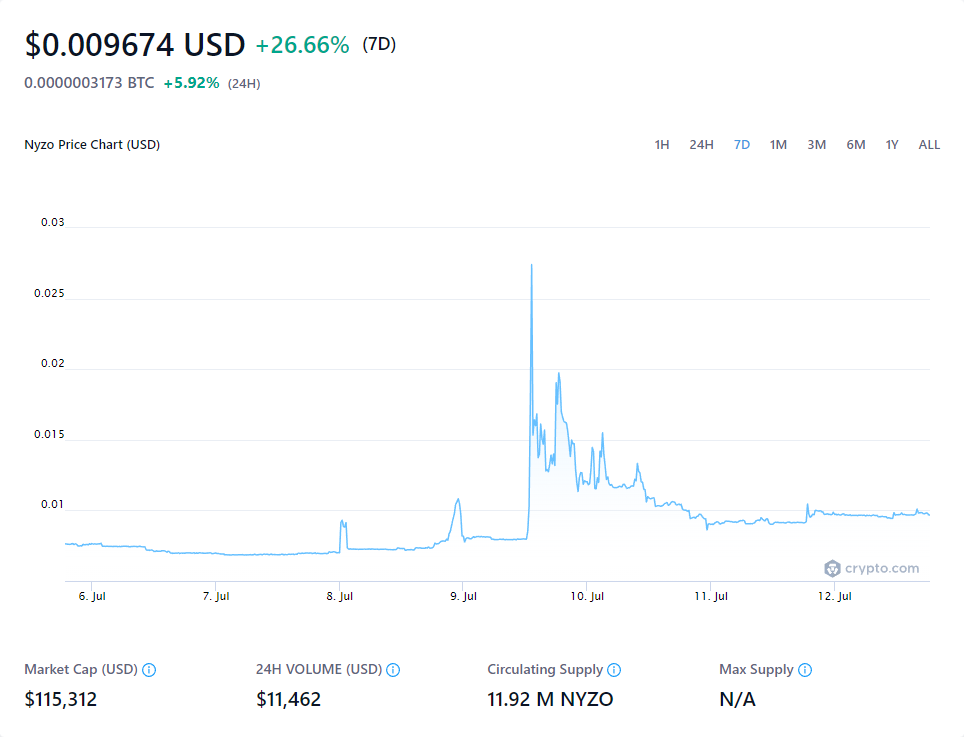 $0.009674 USD +26.66% (7D)
0.0000003173 BTC +5.92% (24H)
Nyzo Price Chart (USD) 1H 24H 7D 1M 3M 6M 1Y ALL
0.03
0.025
0.02
0.015
0.01
crypto.com
6. Jul 7. Jul 8. Jul 9. Jul 10. Jul 11. Jul 12. Jul
Market Cap (USD) 24H VOLUME (USD) Circulating Supply Max Supply
$115,312 $11,462 11.92 M NYZO N/A